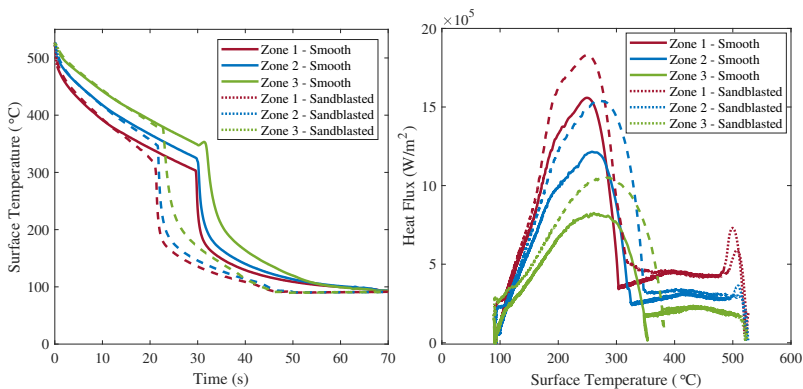 500
400
300
200
100
0
0
10
20
30
40
50
60
70
Surface Temperature (°C)
Time (s)
Zone 1 - Smooth
Zone 2 - Smooth
Zone 3 - Smooth
Zone 1 - Sandblasted
Zone 2 - Sandblasted
Zone 3 - Sandblasted
20 × 10⁵
15
10
5
0
0
100
200
300
400
500
600
Heat Flux (W/m²)
Surface Temperature (°C)
Zone 1 - Smooth
Zone 2 - Smooth
Zone 3 - Smooth
Zone 1 - Sandblasted
Zone 2 - Sandblasted
Zone 3 - Sandblasted